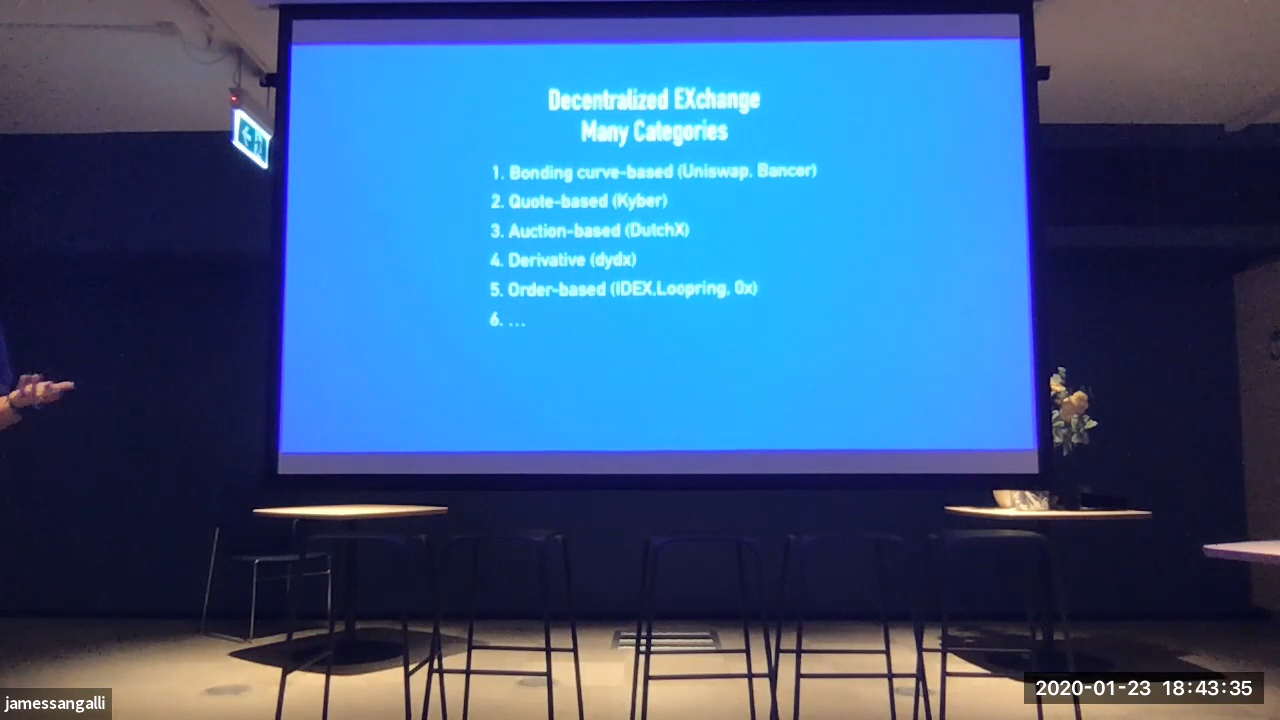 Decentralized EXchange
Many Categories
1. Bonding curve-based (Uniswap, Bancor)
2. Quote-based (Kyber)
3. Auction-based (DutchX)
4. Derivative (dydx)
5. Order-based (IDEX,Loopring, 0x)
6. ...
jamessangalli
2020-01-23 18:43:35